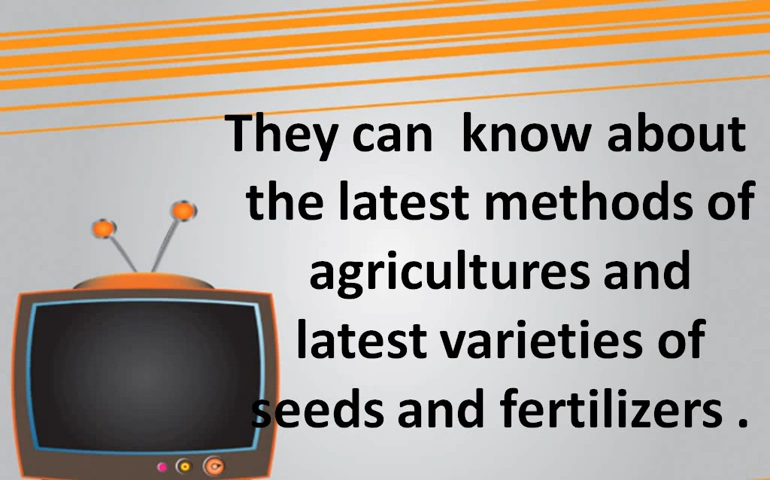 They can  know about
the latest methods of
agricultures and
latest varieties of
seeds and fertilizers .